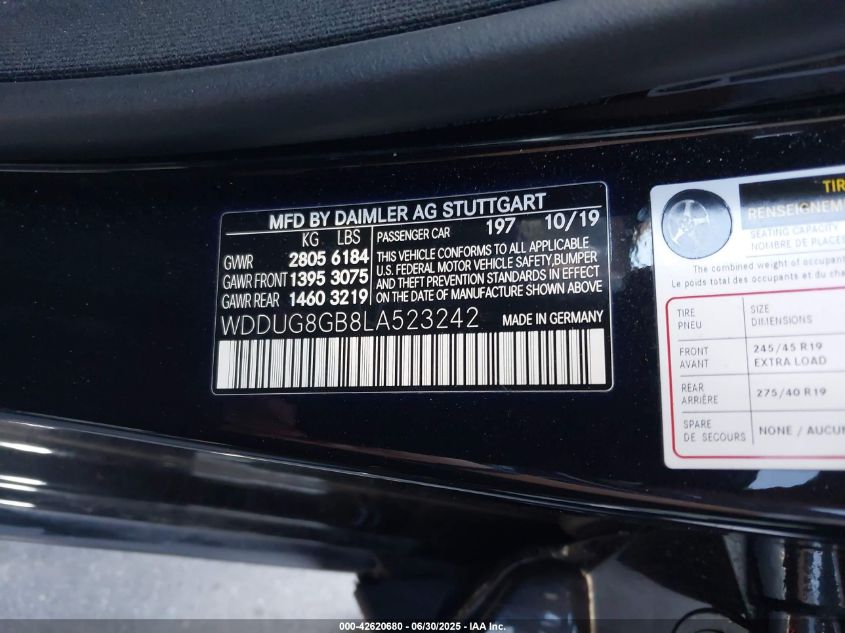 MFD BY DAIMLER AG STUTTGART
KG LBS PASSENGER CAR 197 10/19
GVWR 2805 6184
GAWR FRONT 1395 3075
GAWR REAR 1460 3219
THIS VEHICLE CONFORMS TO ALL APPLICABLE
U.S. FEDERAL MOTOR VEHICLE SAFETY, BUMPER
AND THEFT PREVENTION STANDARDS IN EFFECT
ON THE DATE OF MANUFACTURE SHOWN ABOVE
WDDUG8GB8LA523242 MADE IN GERMANY
TIR
RENSEIGNEME
SEATING CAPACITY
NOMBRE DE PLACE
The combined weight of occupant
Le poids total des occupants et du cha
TIRE SIZE
PNEU DIMENSIONS
FRONT 245/45 R19
AVANT EXTRA LOAD
REAR 275/40 R19
ARRIÈRE
SPARE NONE / AUCUN
DE SECOURS
000-42620680 - 06/30/2025 - IAA Inc.